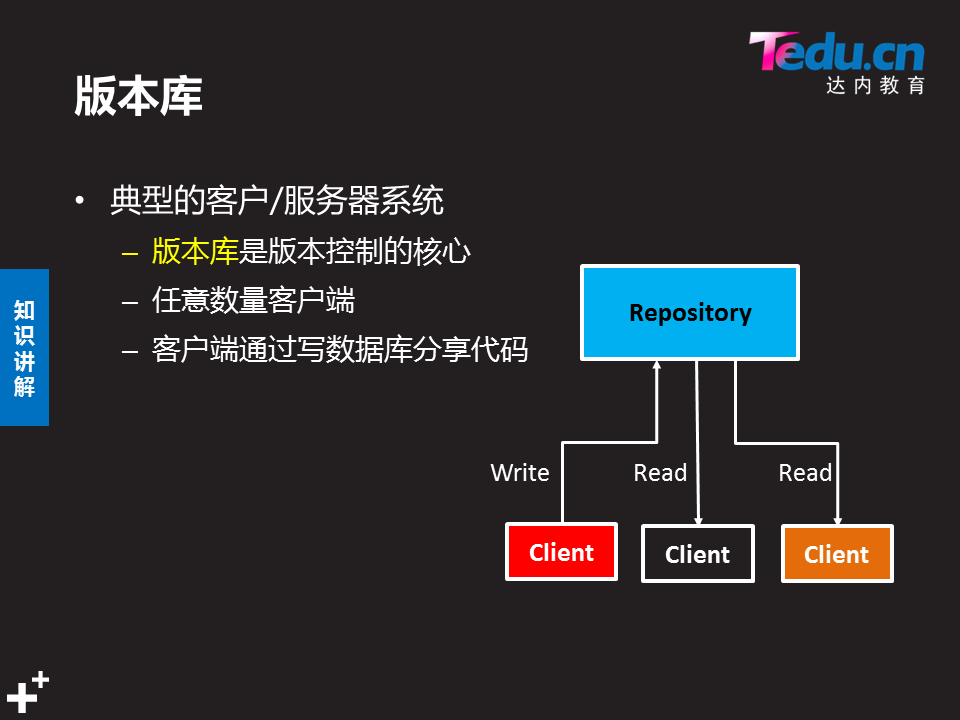 Tedu.cn
达内教育
版本库
• 典型的客户/服务器系统
– 版本库是版本控制的核心
– 任意数量客户端
– 客户端通过写数据库分享代码
知识讲解
Repository
Write
Read
Read
Client
Client
Client